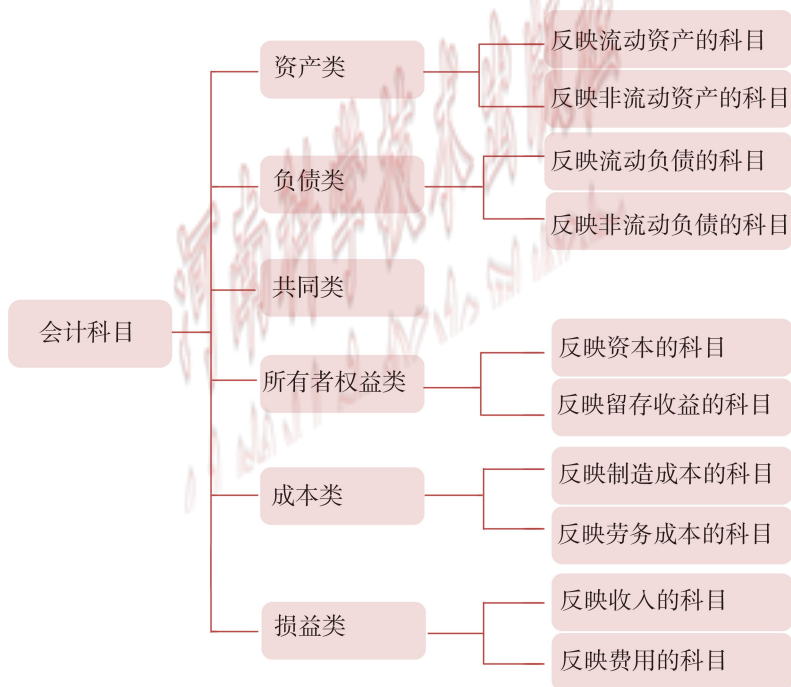 会计科目
资产类
反映流动资产的科目
反映非流动资产的科目
负债类
反映流动负债的科目
反映非流动负债的科目
共同类
所有者权益类
反映资本的科目
反映留存收益的科目
成本类
反映制造成本的科目
反映劳务成本的科目
损益类
反映收入的科目
反映费用的科目